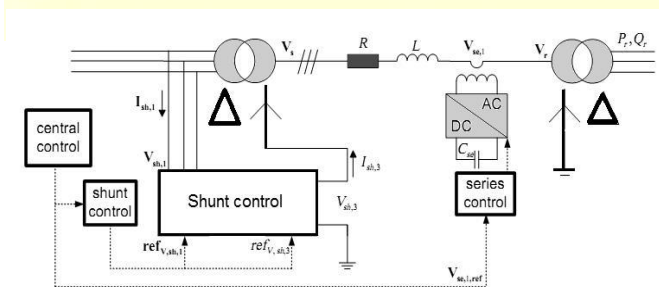 V_s
R
L
V_se,1
V_r
P_r, Q_r
I_sh,1
Δ
Δ
AC
DC
C_se
central
control
V_sh,1
I_sh,3
shunt
control
Shunt control
V_sh,3
series
control
ref_V,sh,1
ref_V, sh,3
V_se,1,ref